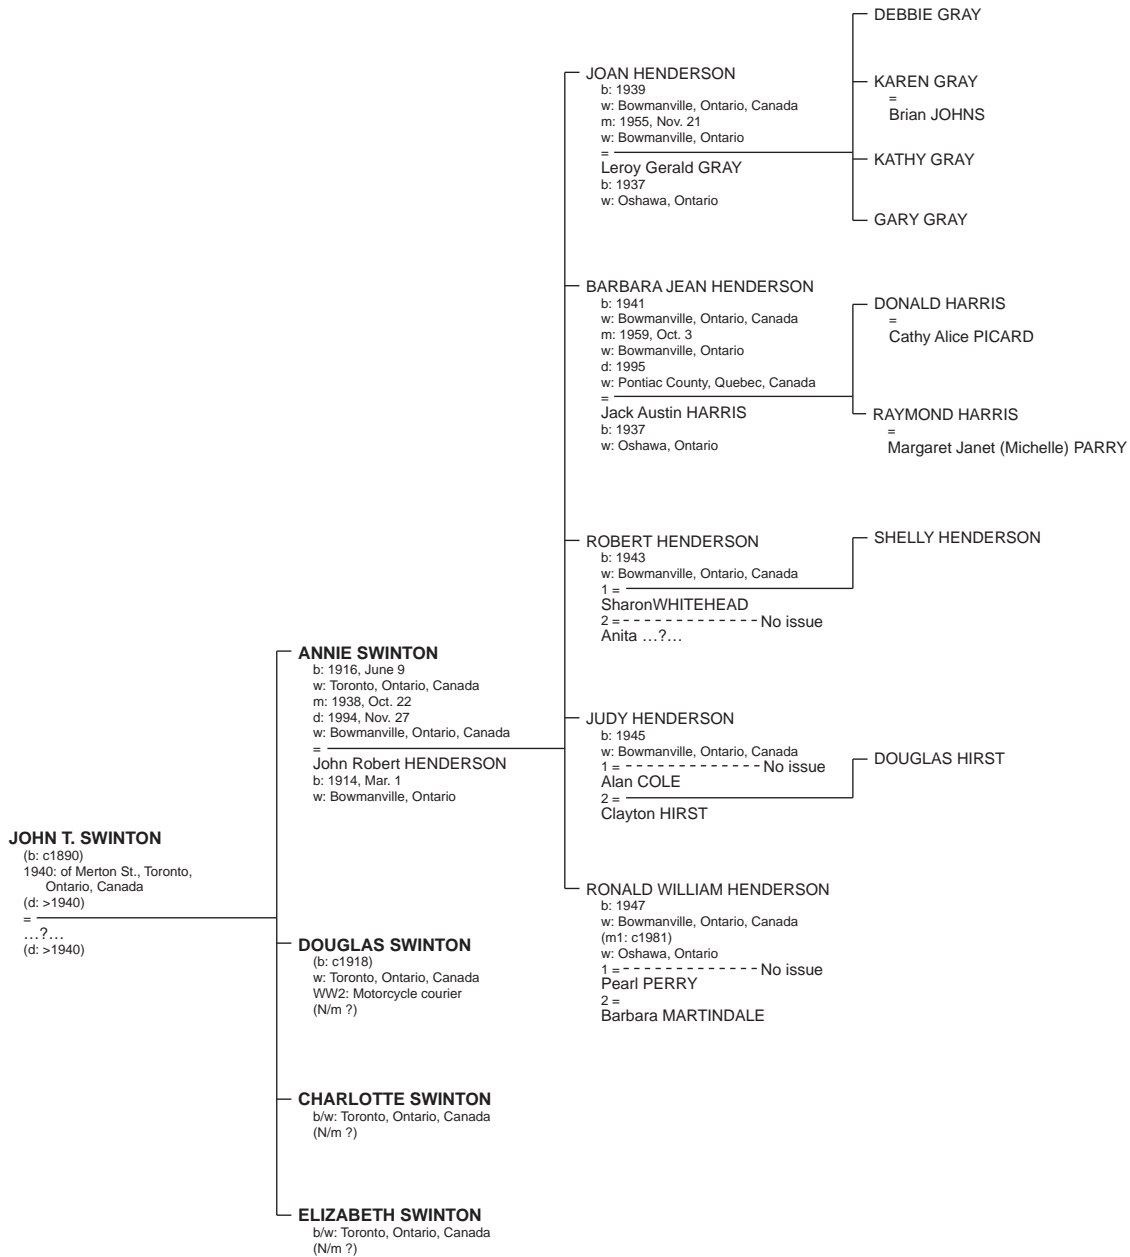 JOHN T. SWINTON
(b: c1890)
1940: of Merton St., Toronto,
Ontario, Canada
(d: >1940)
=
…?…
(d: >1940)
ANNIE SWINTON
b: 1916, June 9
w: Toronto, Ontario, Canada
m: 1938, Oct. 22
d: 1994, Nov. 27
w: Bowmanville, Ontario, Canada
=
John Robert HENDERSON
b: 1914, Mar. 1
w: Bowmanville, Ontario
DOUGLAS SWINTON
(b: c1918)
w: Toronto, Ontario, Canada
WW2: Motorcycle courier
(N/m ?)
CHARLOTTE SWINTON
b/w: Toronto, Ontario, Canada
(N/m ?)
ELIZABETH SWINTON
b/w: Toronto, Ontario, Canada
(N/m ?)
JOAN HENDERSON
b: 1939
w: Bowmanville, Ontario, Canada
m: 1955, Nov. 21
w: Bowmanville, Ontario
=
Leroy Gerald GRAY
b: 1937
w: Oshawa, Ontario
BARBARA JEAN HENDERSON
b: 1941
w: Bowmanville, Ontario, Canada
m: 1959, Oct. 3
w: Bowmanville, Ontario
d: 1995
w: Pontiac County, Quebec, Canada
=
Jack Austin HARRIS
b: 1937
w: Oshawa, Ontario
ROBERT HENDERSON
b: 1943
w: Bowmanville, Ontario, Canada
1 =
SharonWHITEHEAD
2 = No issue
Anita …?…
JUDY HENDERSON
b: 1945
w: Bowmanville, Ontario, Canada
1 = No issue
Alan COLE
2 =
Clayton HIRST
RONALD WILLIAM HENDERSON
b: 1947
w: Bowmanville, Ontario, Canada
(m1: c1981)
w: Oshawa, Ontario
1 = No issue
Pearl PERRY
2 =
Barbara MARTINDALE
DEBBIE GRAY
KAREN GRAY
=
Brian JOHNS
KATHY GRAY
GARY GRAY
DONALD HARRIS
=
Cathy Alice PICARD
RAYMOND HARRIS
=
Margaret Janet (Michelle) PARRY
SHELLY HENDERSON
DOUGLAS HIRST